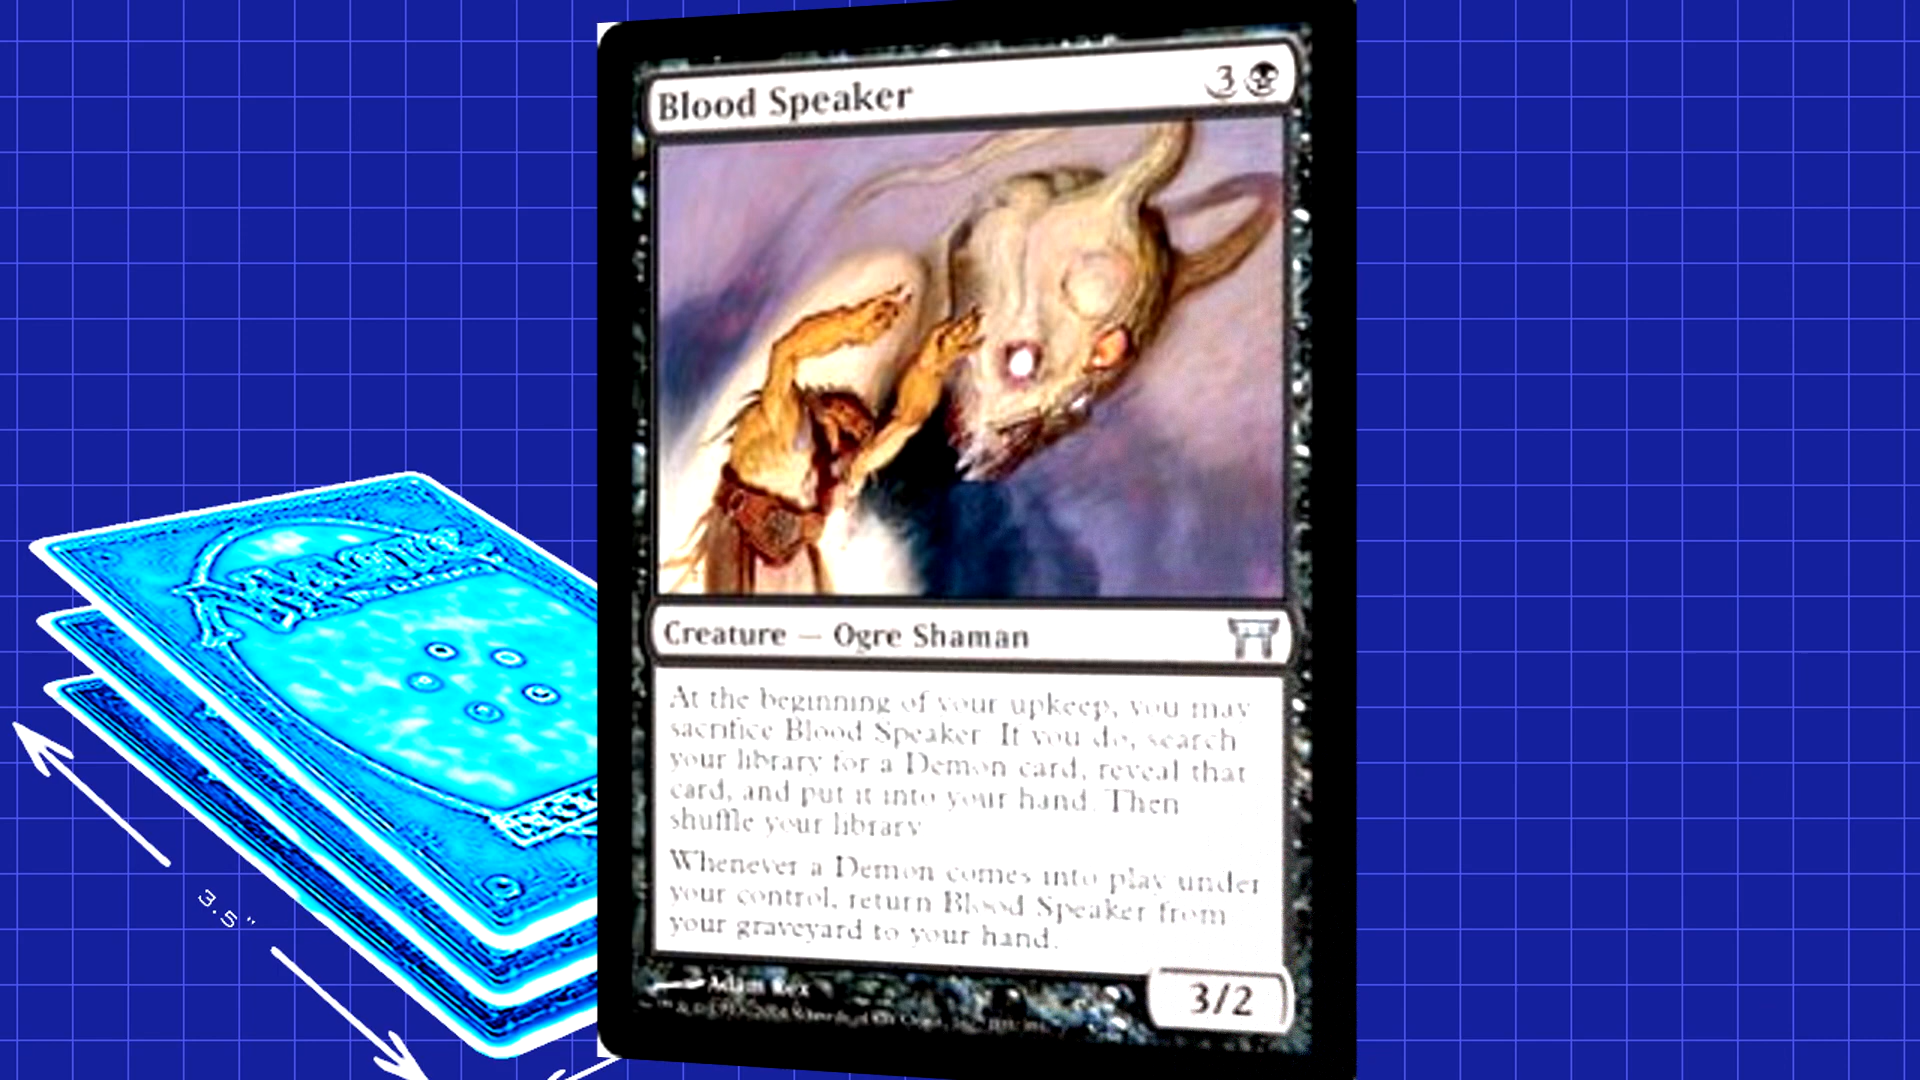 Blood Speaker 3
Creature — Ogre Shaman
At the beginning of your upkeep, you may
sacrifice Blood Speaker. If you do, search
your library for a Demon card, reveal that
card, and put it into your hand. Then
shuffle your library.
Whenever a Demon comes into play under
your control, return Blood Speaker from
your graveyard to your hand.
Adam Rex
3/2
3.5"